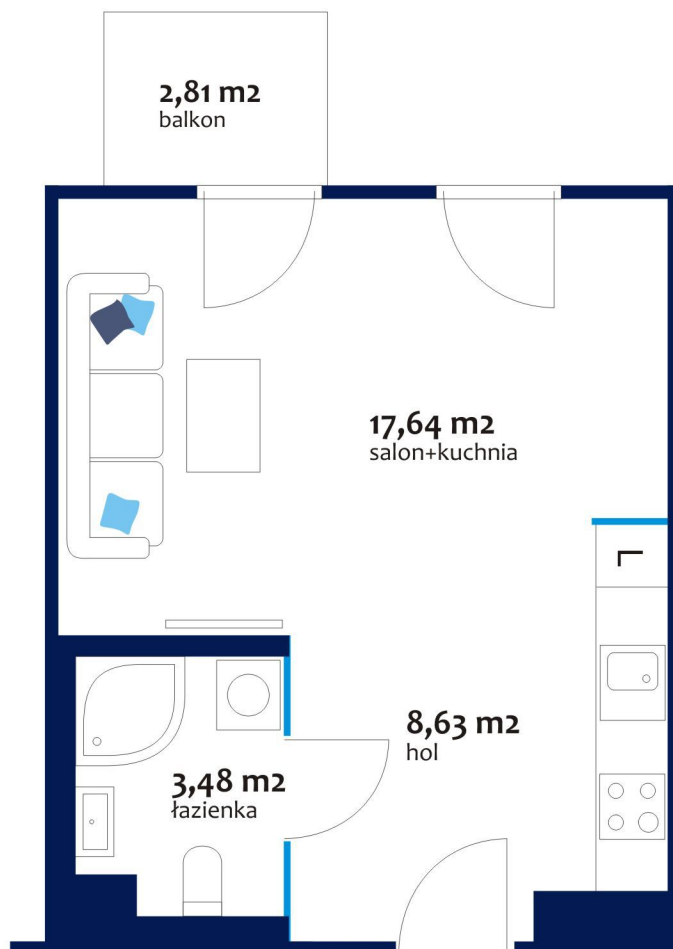 2,81 m2
balkon
17,64 m2
salon+kuchnia
L
8,63 m2
hol
3,48 m2
łazienka